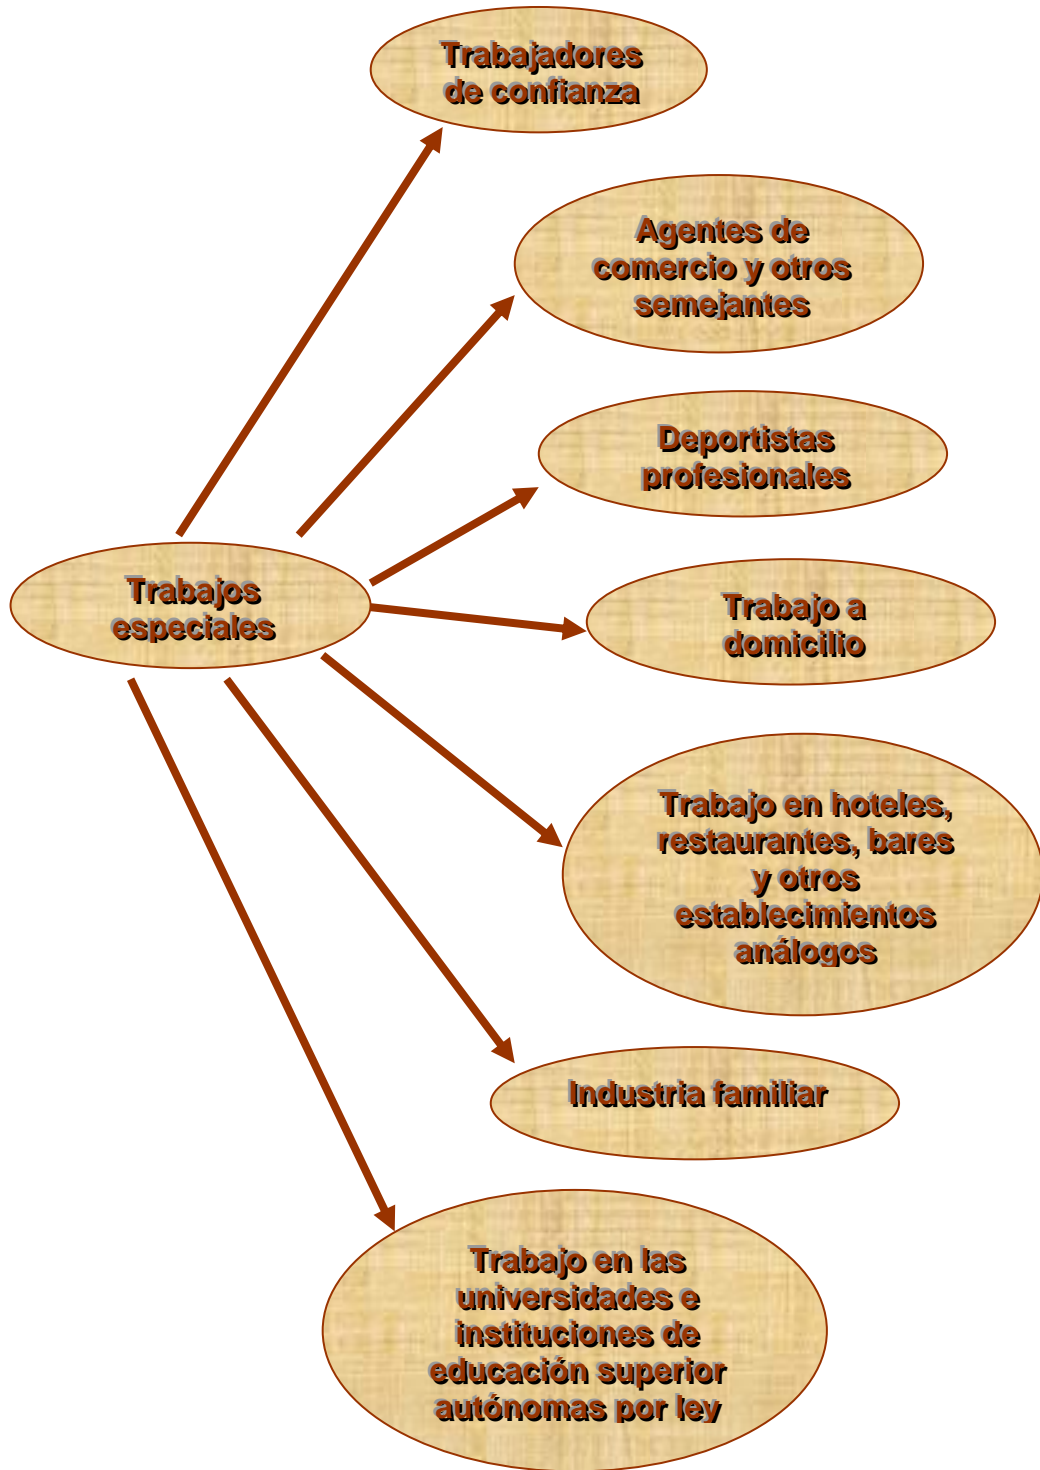 Trabajadores
de confianza
Agentes de
comercio y otros
semejantes
Deportistas
profesionales
Trabajos
especiales
Trabajo a
domicilio
Trabajo en hoteles,
restaurantes, bares
y otros
establecimientos
análogos
Industria familiar
Trabajo en las
universidades e
instituciones de
educación superior
autónomas por ley